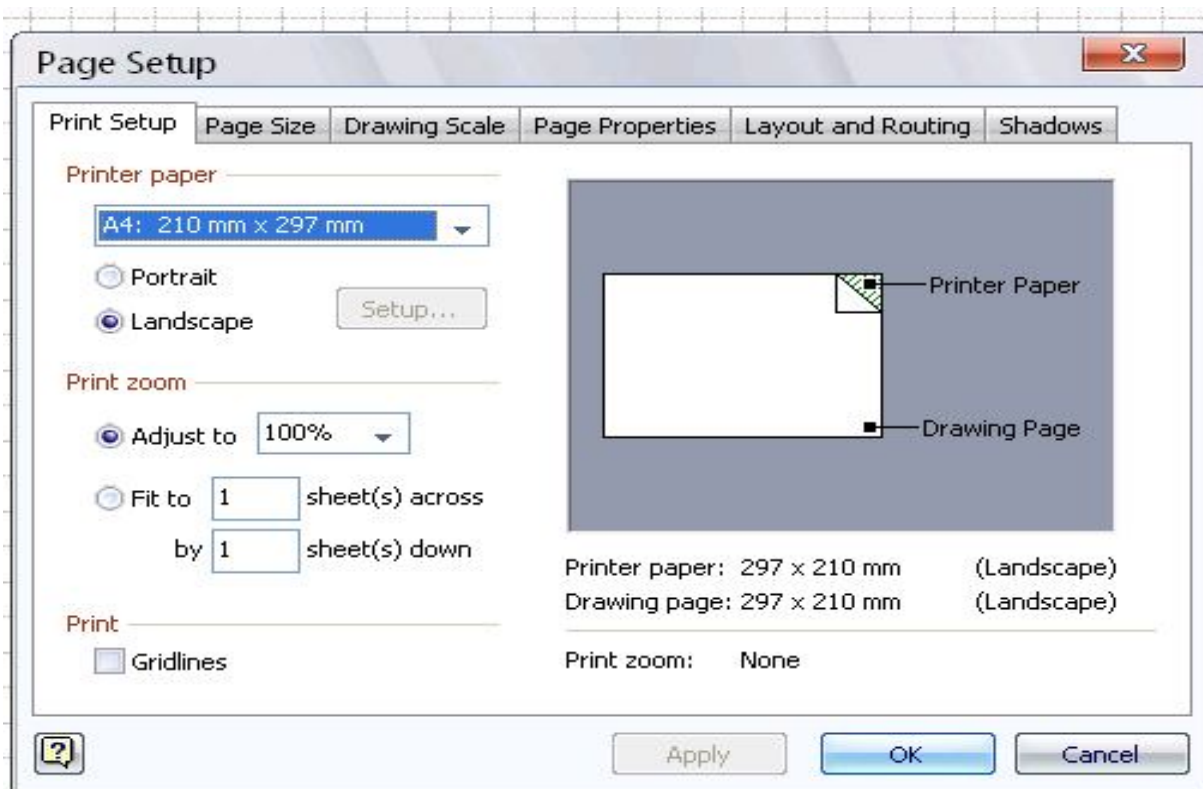 Page Setup
X
Print Setup Page Size Drawing Scale Page Properties Layout and Routing Shadows
Printer paper
A4: 210 mm x 297 mm
Portrait
Landscape
Setup...
Print zoom
Adjust to 100%
Fit to 1 sheet(s) across
by 1 sheet(s) down
Print
Gridlines
Printer Paper
Drawing Page
Printer paper: 297 x 210 mm (Landscape)
Drawing page: 297 x 210 mm (Landscape)
Print zoom: None
?
Apply OK Cancel